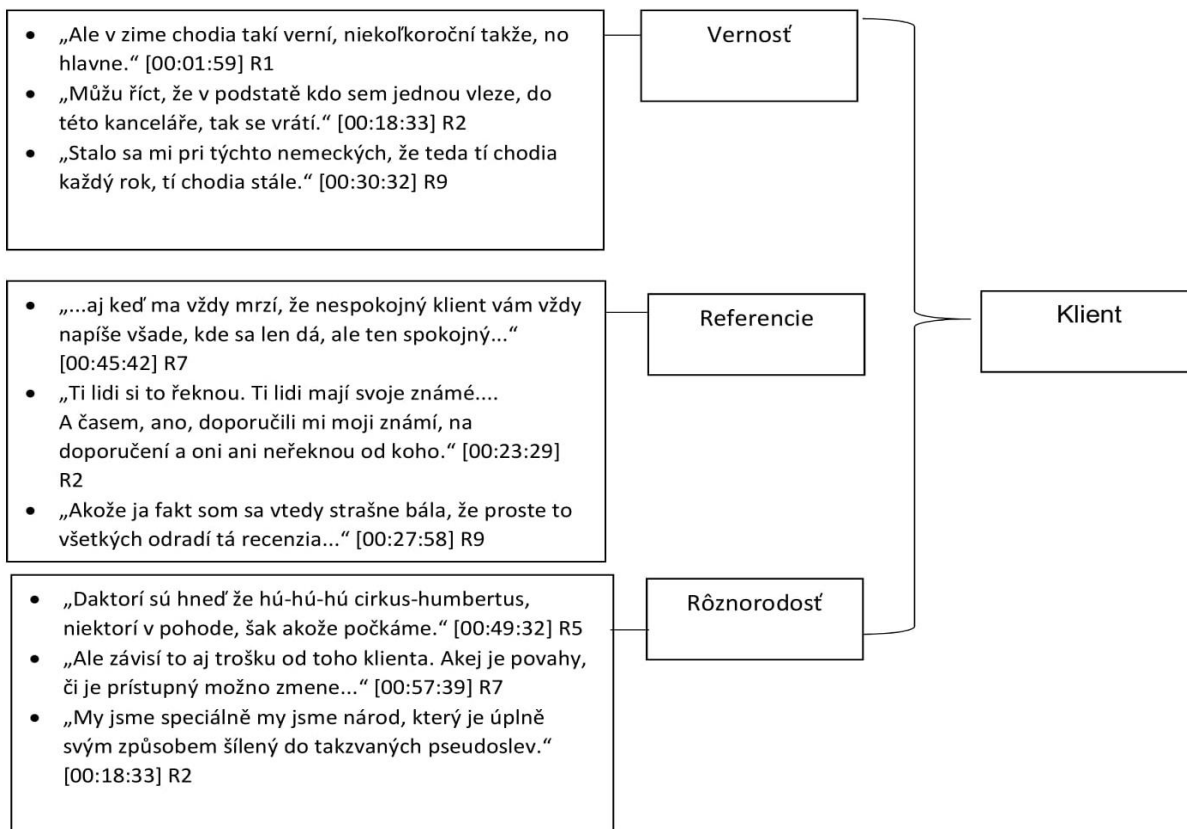 • „Ale v zime chodia takí verní, niekoľkoroční takže, no
hlavne.“ [00:01:59] R1
• „Můžu říct, že v podstatě kdo sem jednou vleze, do
této kanceláře, tak se vrátí.“ [00:18:33] R2
• „Stalo sa mi pri týchto nemeckých, že teda tí chodia
každý rok, tí chodia stále.“ [00:30:32] R9
Vernosť
• „...aj keď ma vždy mrzí, že nespokojný klient vám vždy
napíše všade, kde sa len dá, ale ten spokojný...“
[00:45:42] R7
• „Ti lidi si to řeknou. Ti lidi mají svoje známé....
A časem, ano, doporučili mi moji známí, na
doporučení a oni ani neřeknou od koho.“ [00:23:29]
R2
• „Akože ja fakt som sa vtedy strašne bála, že proste to
všetkých odradí tá recenzia...“ [00:27:58] R9
Referencie
Klient
• „Daktorí sú hneď že hú-hú-hú cirkus-humbertus,
niektorí v pohode, šak akože počkáme.“ [00:49:32] R5
• „Ale závisí to aj trošku od toho klienta. Akej je povahy,
či je prístupný možno zmene...“ [00:57:39] R7
• „My jsme speciálně my jsme národ, který je úplně
svým způsobem šílený do takzvaných pseudoslev.“
[00:18:33] R2
Rôznorodosť